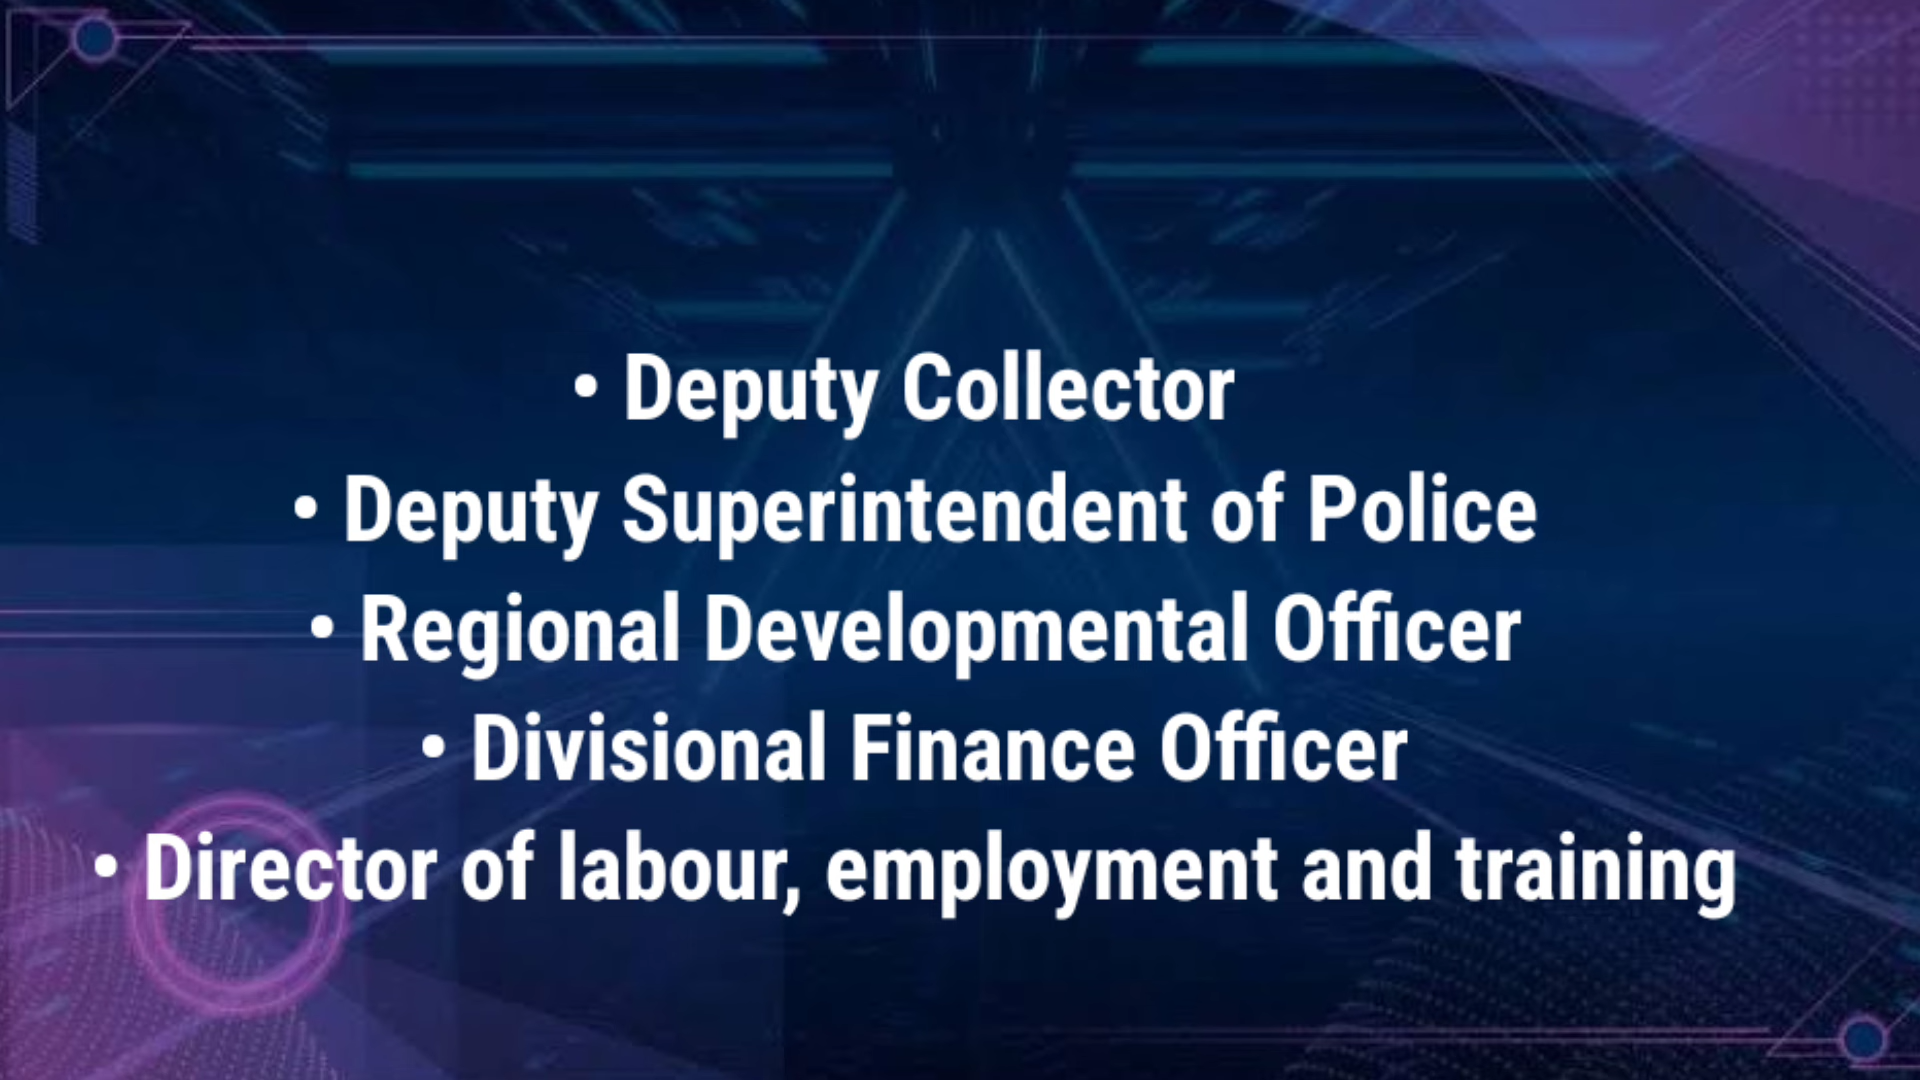 • Deputy Collector
• Deputy Superintendent of Police
• Regional Developmental Officer
• Divisional Finance Officer
• Director of labour, employment and training